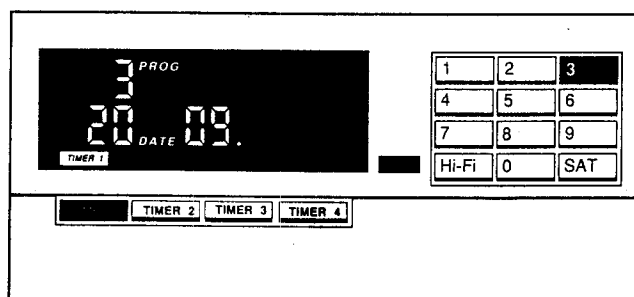 3 PROG
20 DATE 09.
TIMER 1
1 2 3
4 5 6
7 8 9
Hi-Fi 0 SAT
TIMER 2 TIMER 3 TIMER 4